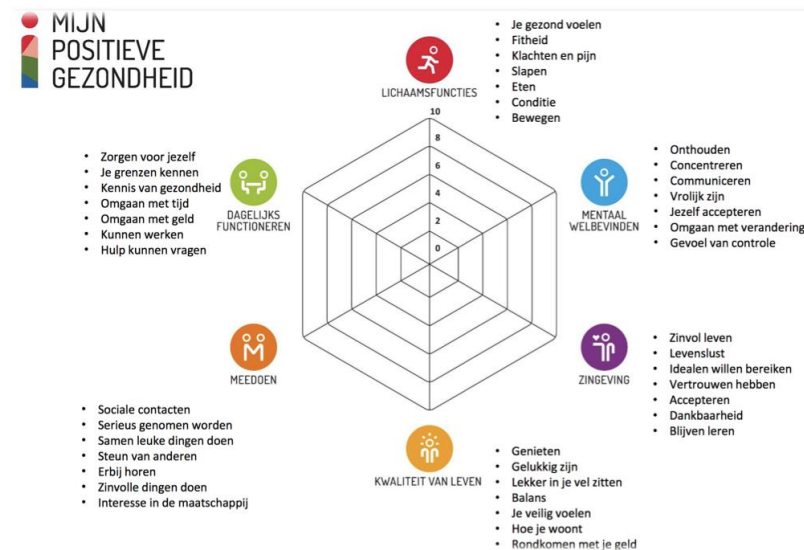 MIJN
POSITIEVE
GEZONDHEID
LICHAAMSFUNCTIES
• Je gezond voelen
• Fitheid
• Klachten en pijn
• Slapen
• Eten
• Conditie
• Bewegen
10
8
6
4
2
0
• Zorgen voor jezelf
• Je grenzen kennen
• Kennis van gezondheid
• Omgaan met tijd
• Omgaan met geld
• Kunnen werken
• Hulp kunnen vragen
DAGELIJKS
FUNCTIONEREN
MENTAAL
WELBEVINDEN
• Onthouden
• Concentreren
• Communiceren
• Vrolijk zijn
• Jezelf accepteren
• Omgaan met verandering
• Gevoel van controle
MEEDOEN
• Sociale contacten
• Serieus genomen worden
• Samen leuke dingen doen
• Steun van anderen
• Erbij horen
• Zinvolle dingen doen
• Interesse in de maatschappij
ZINGEVING
• Zinvol leven
• Levenslust
• Idealen willen bereiken
• Vertrouwen hebben
• Accepteren
• Dankbaarheid
• Blijven leren
KWALITEIT VAN LEVEN
• Genieten
• Gelukkig zijn
• Lekker in je vel zitten
• Balans
• Je veilig voelen
• Hoe je woont
• Rondkomen met je geld